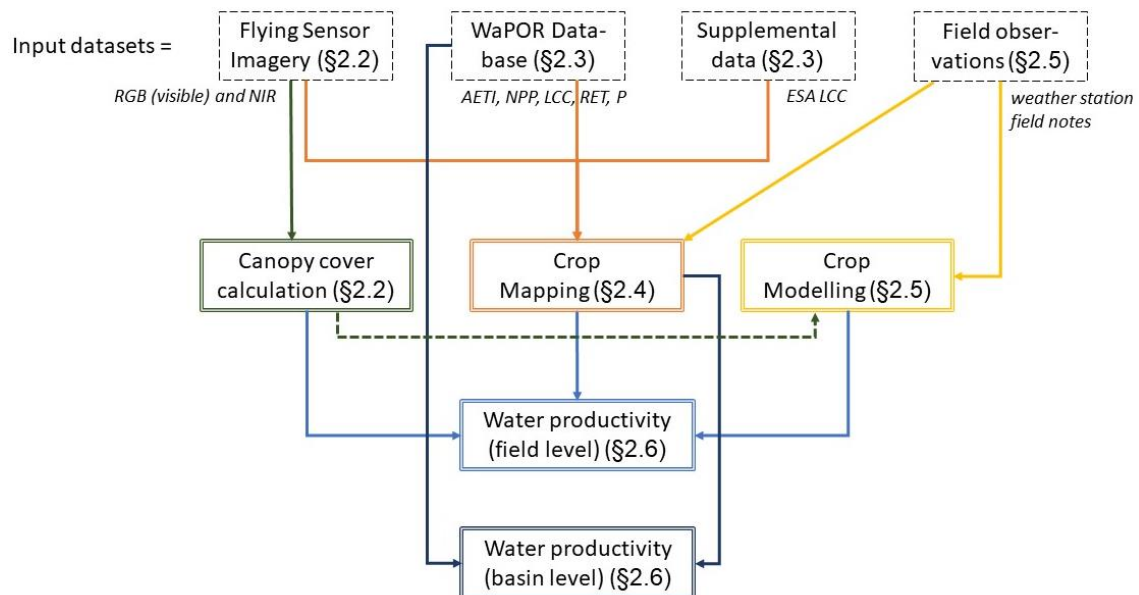 Input datasets =
Flying Sensor
Imagery (§2.2)
WaPOR Data-
base (§2.3)
Supplemental
data (§2.3)
Field obser-
vations (§2.5)
RGB (visible) and NIR
AETI, NPP, LCC, RET, P
ESA LCC
weather station
field notes
Canopy cover
calculation (§2.2)
Crop
Mapping (§2.4)
Crop
Modelling (§2.5)
Water productivity
(field level) (§2.6)
Water productivity
(basin level) (§2.6)